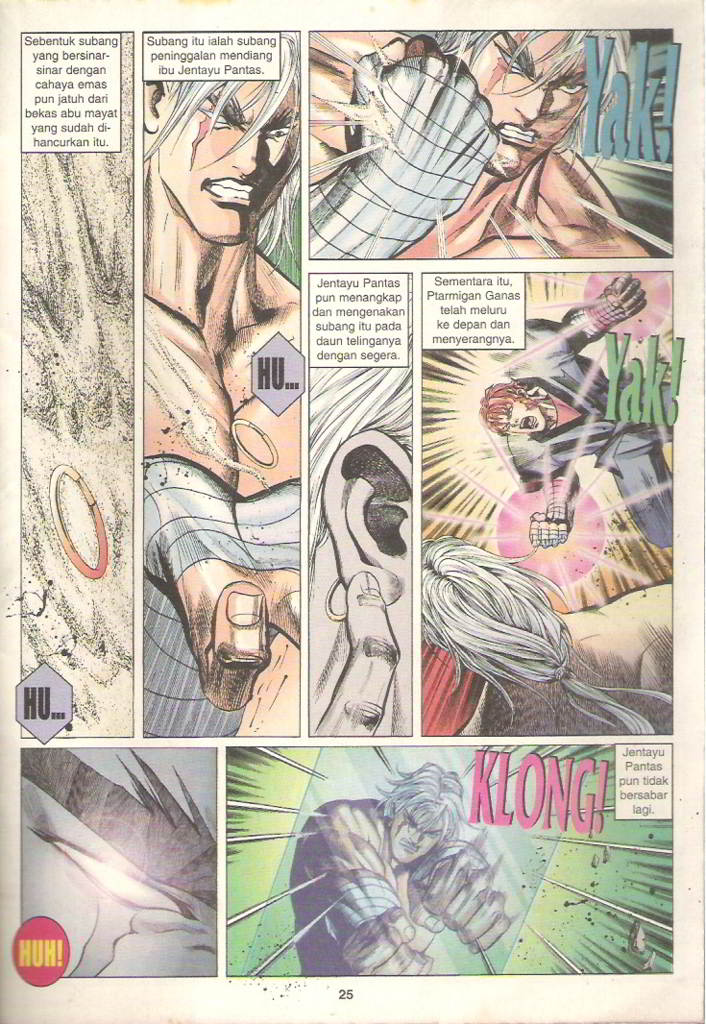 Sebentuk subang
yang bersinar-
sinar dengan
cahaya emas
pun jatuh dari
bekas abu mayat
yang sudah di-
hancurkan itu.
HU...
Subang itu ialah subang
peninggalan mendiang
ibu Jentayu Pantas.
HU...
Yak!
Jentayu Pantas
pun menangkap
dan mengenakan
subang itu pada
daun telinganya
dengan segera.
Sementara itu,
Ptarmigan Ganas
telah meluru
ke depan dan
menyerangnya.
Yak!
HUH!
KLONG!
Jentayu
Pantas
pun tidak
bersabar
lagi.
25